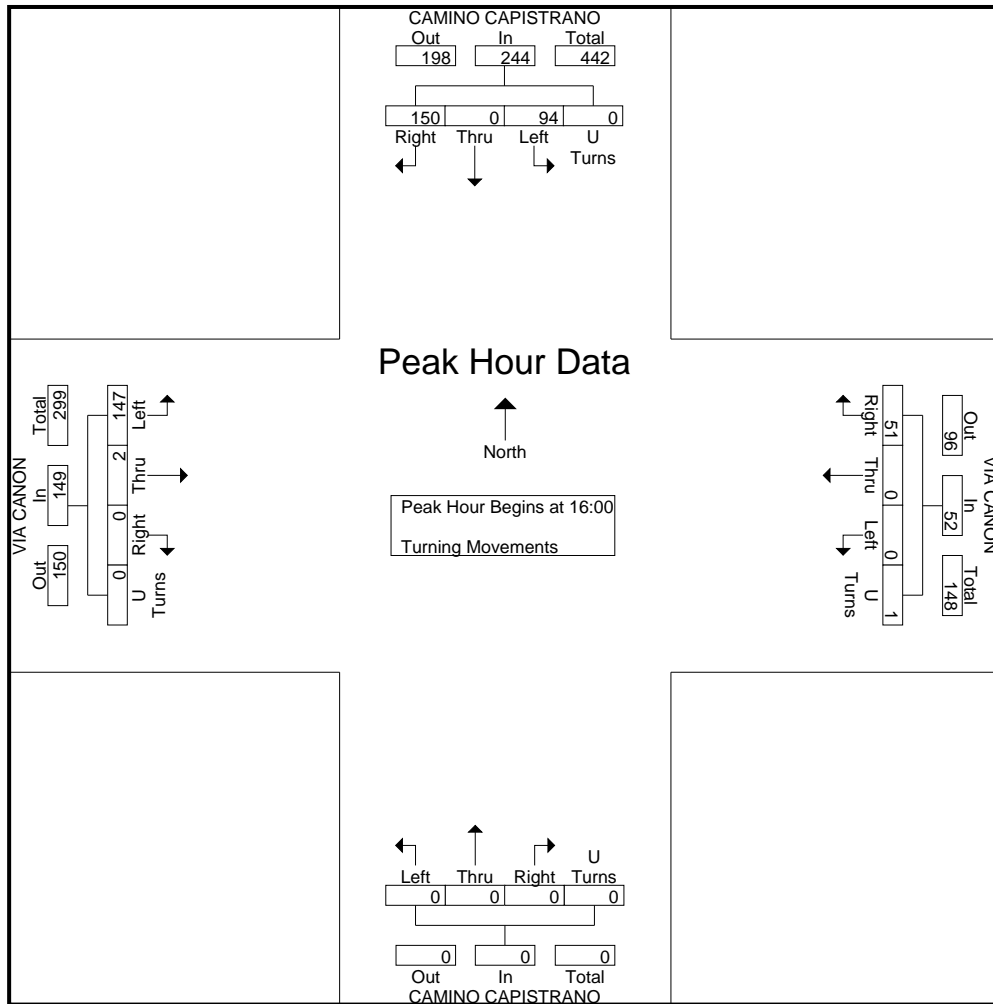 CAMINO CAPISTRANO
Out In Total
198 244 442
150 0 94 0
Right Thru Left U
Turns
Peak Hour Data
North
Peak Hour Begins at 16:00
Turning Movements
VIA CANON
Total In Out
299 149 150
147 2 0 0
Left Thru Right U
Turns
VIA CANON
Out In Total
96 52 148
51 0 0 1
Right Thru Left U
Turns
Left Thru Right U
Turns
0 0 0 0
0 0 0
Out In Total
CAMINO CAPISTRANO